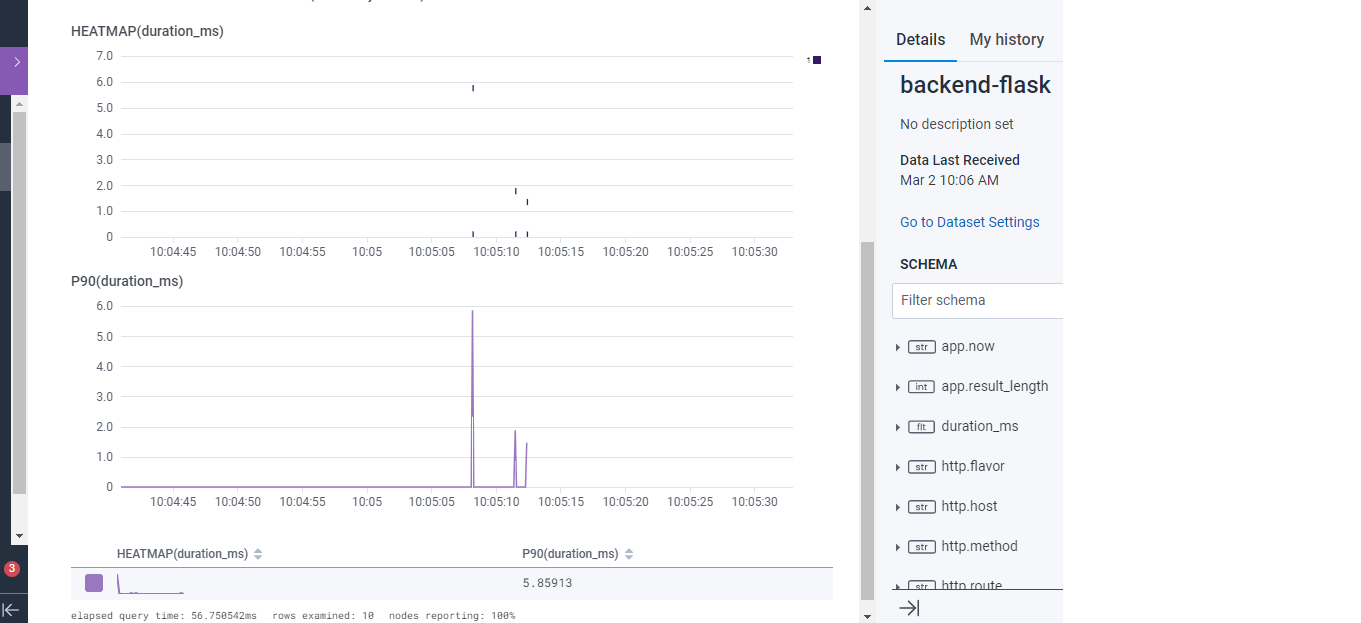 HEATMAP(duration_ms)
7.0
6.0
5.0
4.0
3.0
2.0
1.0
0
1
10:04:45 10:04:50 10:04:55 10:05 10:05:05 10:05:10 10:05:15 10:05:20 10:05:25 10:05:30
P90(duration_ms)
6.0
5.0
4.0
3.0
2.0
1.0
0
10:04:45 10:04:50 10:04:55 10:05 10:05:05 10:05:10 10:05:15 10:05:20 10:05:25 10:05:30
HEATMAP(duration_ms) P90(duration_ms)
5.85913
elapsed query time: 56.750542ms rows examined: 10 nodes reporting: 100%
3
Details My history
backend-flask
No description set
Data Last Received
Mar 2 10:06 AM
Go to Dataset Settings
SCHEMA
Filter schema
str app.now
int app.result_length
flt duration_ms
str http.flavor
str http.host
str http.method
str http.route